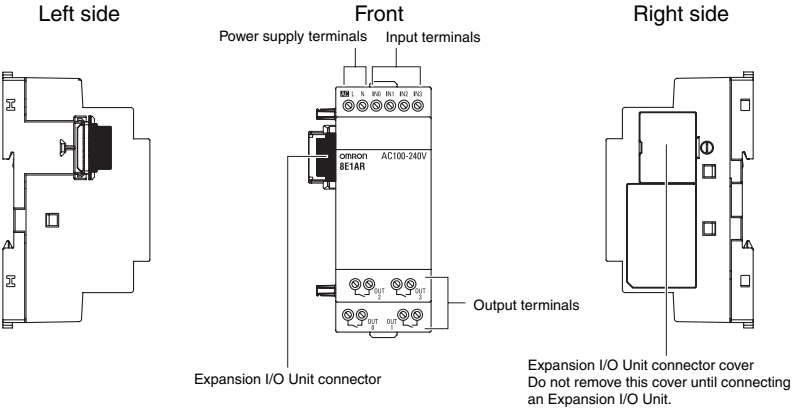 Left side
Front
Right side
Power supply terminals
Input terminals
AC L N IN0 IN1 IN2 IN3
OMRON AC100-240V
8E1AR
OUT 2
OUT 3
Output terminals
OUT 0
OUT 1
Expansion I/O Unit connector
Expansion I/O Unit connector cover
Do not remove this cover until connecting
an Expansion I/O Unit.